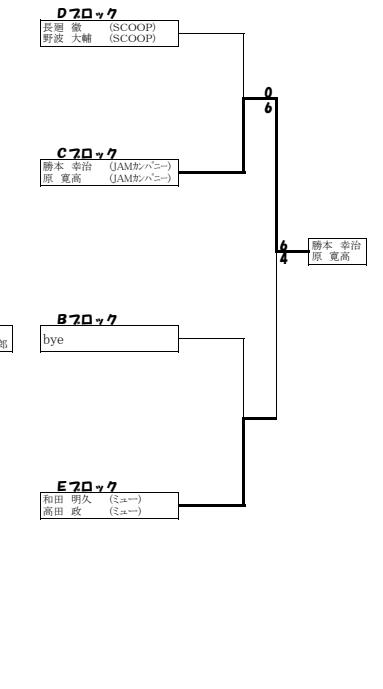 Dブロック
長廻 徹 (SCOOP)
野波 大輔 (SCOOP)
0
6
Cブロック
勝本 幸治 (JAMカンパニー)
原 寛高 (JAMカンパニー)
6
4
勝本 幸治
原 寛高
Bブロック
bye
郎
Eブロック
和田 明久 (ミュー)
高田 政 (ミュー)